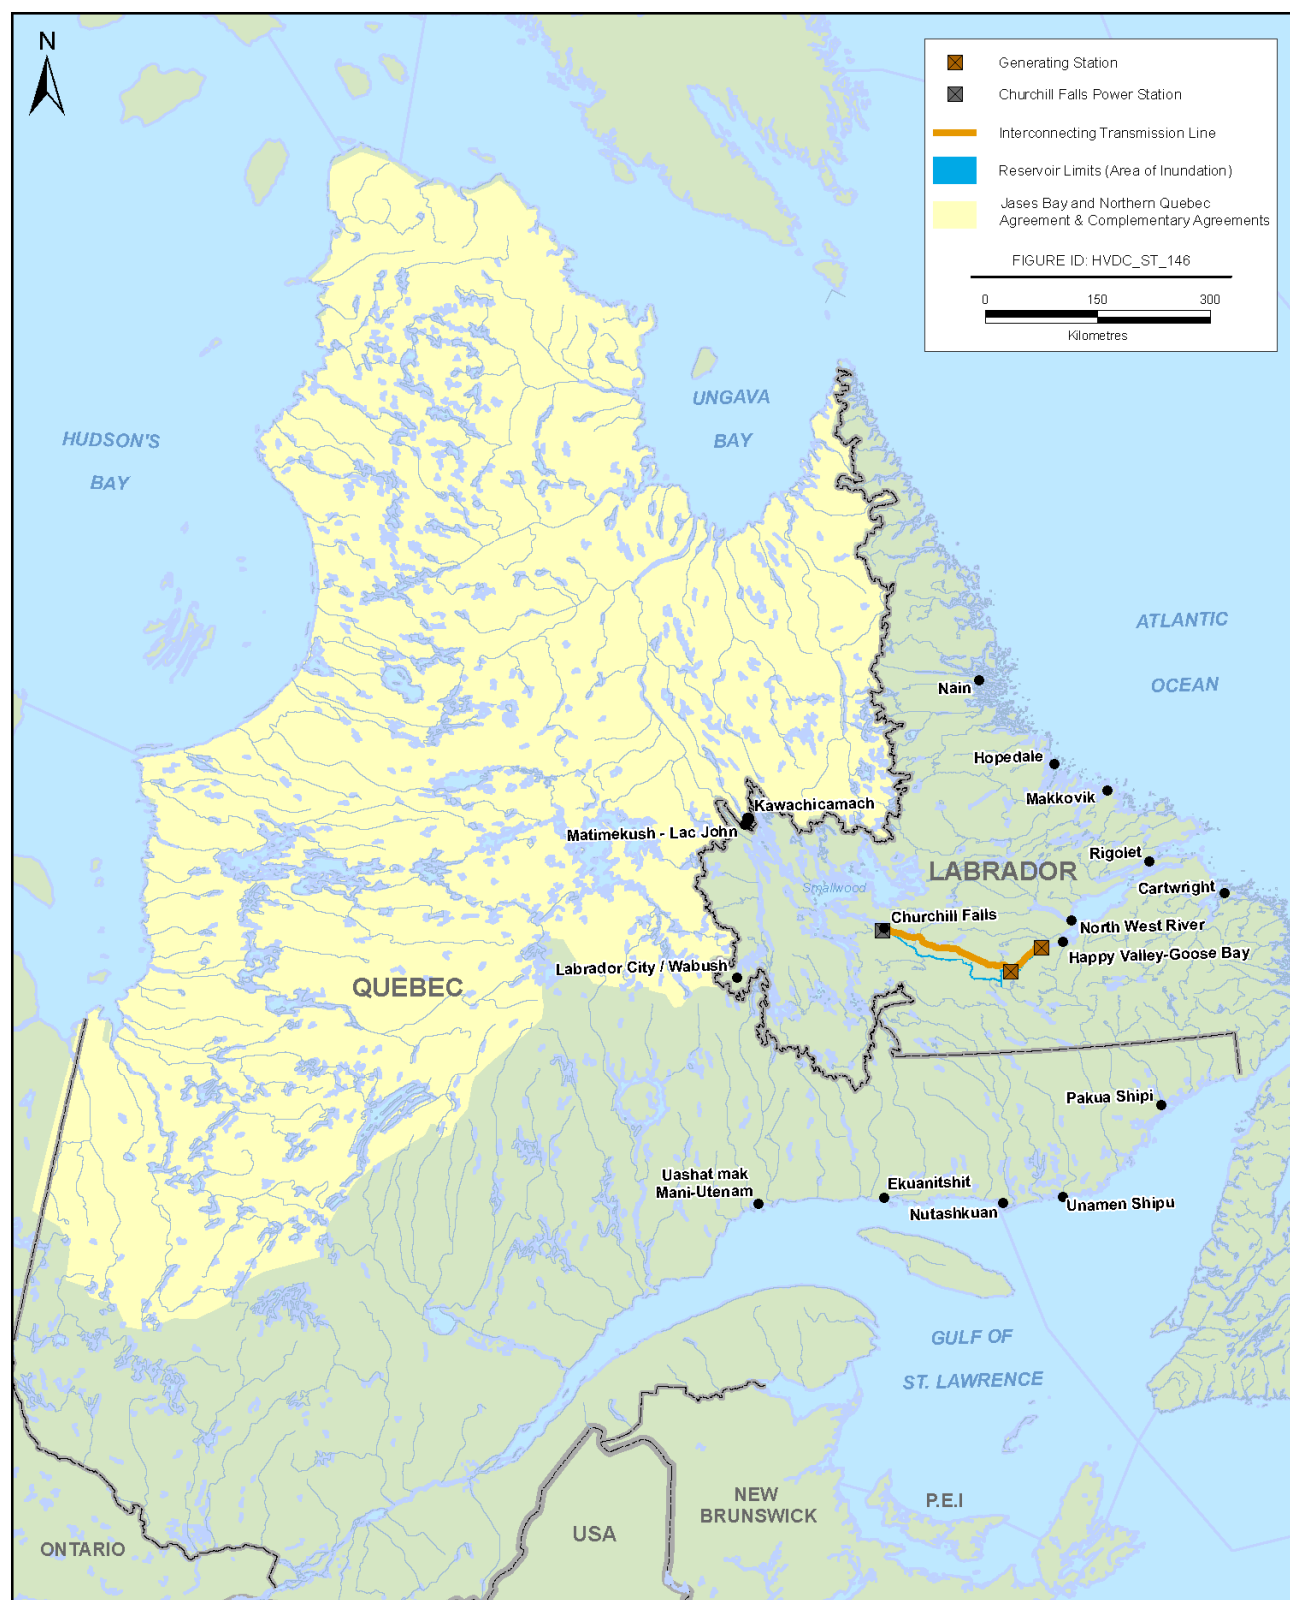 N
Generating Station
Churchill Falls Power Station
Interconnecting Transmission Line
Reservoir Limits (Area of Inundation)
Jases Bay and Northern Quebec
Agreement & Complementary Agreements
FIGURE ID: HVDC_ST_146
0 150 300
Kilometres
UNGAVA
BAY
HUDSON'S
BAY
ATLANTIC
OCEAN
Nain
Hopedale
Makkovik
Kawachicamach
Matimekush - Lac John
Rigolet
LABRADOR
Smallwood
Cartwright
Churchill Falls
North West River
Happy Valley-Goose Bay
Labrador City / Wabush
QUEBEC
Pakua Shipi
Uashat mak
Mani-Utenam
Ekuanitshit
Nutashkuan
Unamen Shipu
GULF OF
ST. LAWRENCE
NEW
BRUNSWICK
P.E.I
USA
ONTARIO